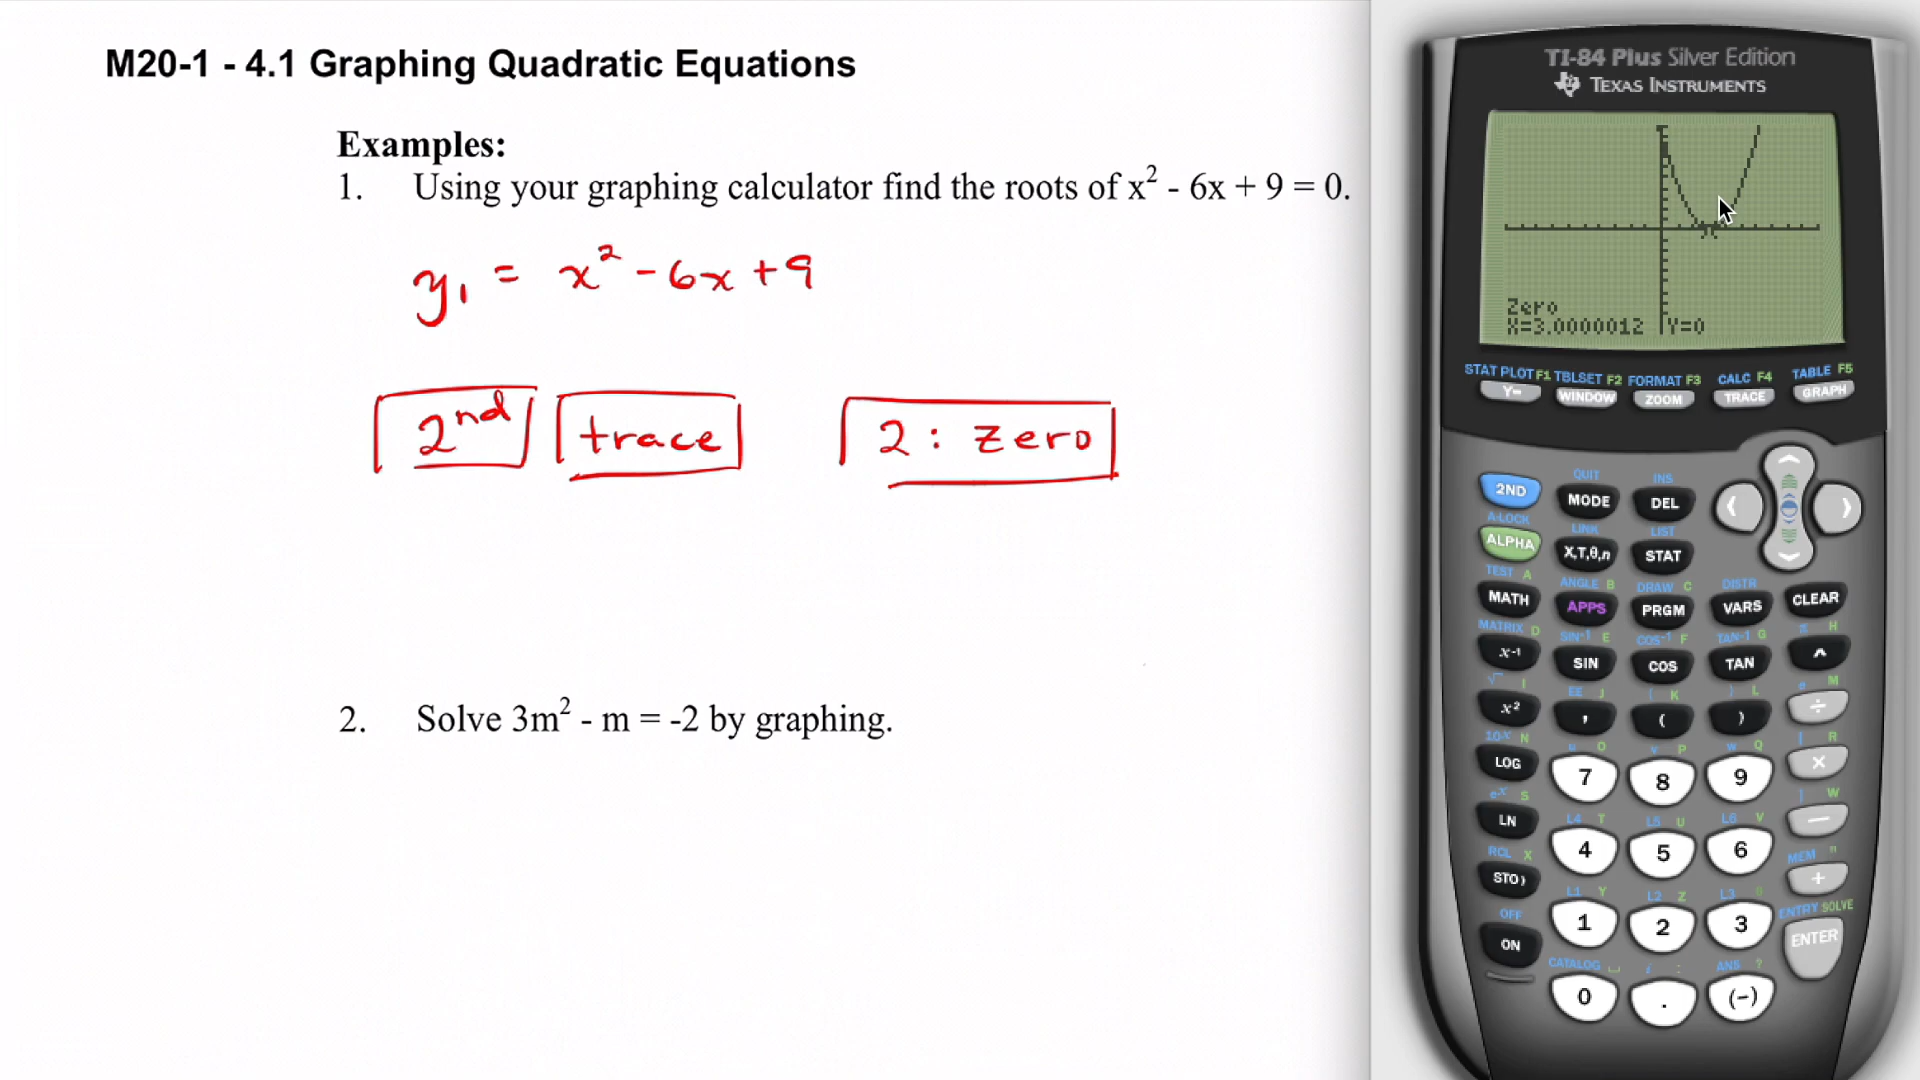 M20-1 - 4.1 Graphing Quadratic Equations
Examples:
1. Using your graphing calculator find the roots of x² - 6x + 9 = 0.
y₁ = x² - 6x + 9
2nd trace 2 : Zero
2. Solve 3m² - m = -2 by graphing.
TI-84 Plus Silver Edition
TEXAS INSTRUMENTS
Zero
X=3.0000012 Y=0
STAT PLOT F1 TBLSET F2 FORMAT F3 CALC F4 TABLE F5
Y= WINDOW ZOOM TRACE GRAPH
QUIT INS
2ND MODE DEL
A-LOCK LINK LIST
ALPHA X,T,θ,n STAT
TEST A ANGLE B DRAW C DISTR
MATH APPS PRGM VARS CLEAR
MATRIX D SIN⁻¹ E COS⁻¹ F TAN⁻¹ G π H
x⁻¹ SIN COS TAN ^
√ I EE J { K } L e M
x² , ( ) ÷
10ˣ N u O v P w Q [ R
LOG 7 8 9 ×
eˣ S L4 T L5 U L6 V ] W
LN 4 5 6 −
RCL X L1 Y L2 Z L3 θ MEM "
STO⟩ 1 2 3 +
OFF CATALOG i : ANS ? ENTRY SOLVE
ON 0 . (-) ENTER